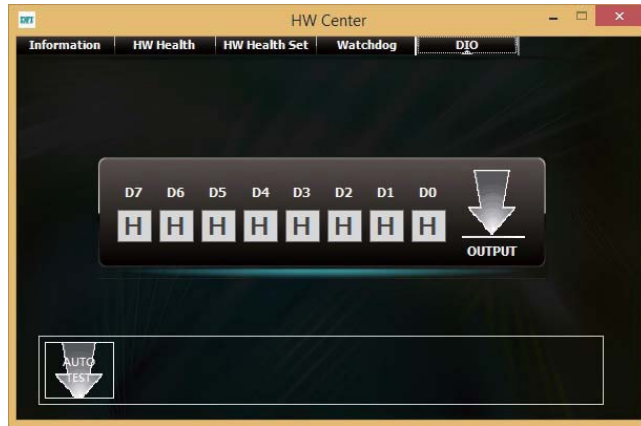 DFI
HW Center
Information HW Health HW Health Set Watchdog DIO
D7 D6 D5 D4 D3 D2 D1 D0
H H H H H H H H
OUTPUT
AUTO
TEST